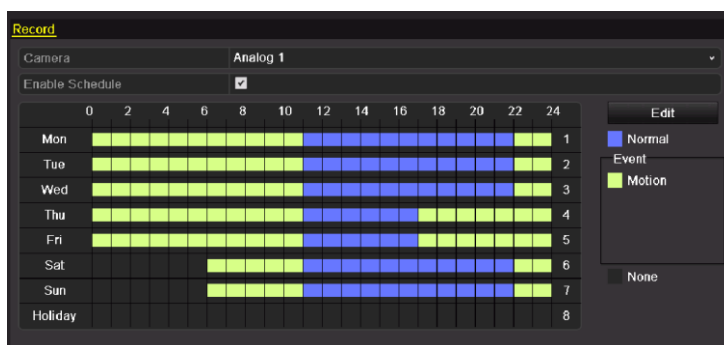 Record
Camera Analog 1
Enable Schedule
0 2 4 6 8 10 12 14 16 18 20 22 24
Edit
Mon 1
Normal
Tue 2
Event
Wed 3
Motion
Thu 4
Fri 5
Sat 6
None
Sun 7
Holiday 8